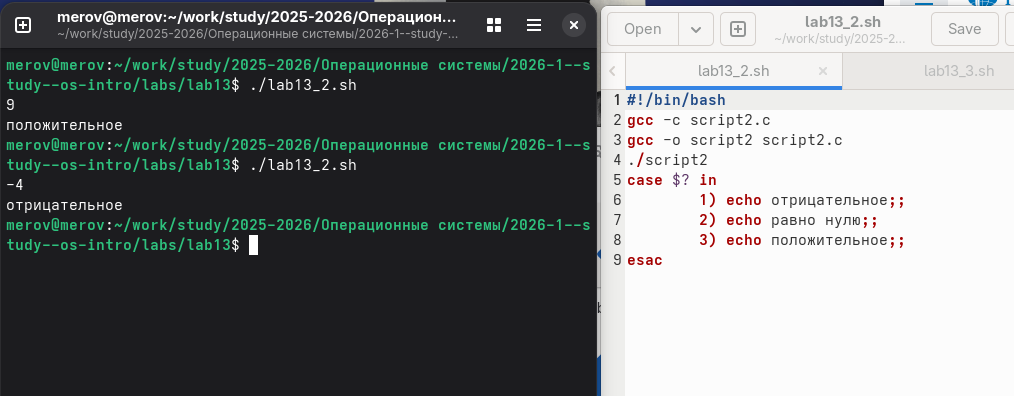 merov@merov:~/work/study/2025-2026/Операцион...
~/work/study/2025-2026/Операционные системы/2026-1--study-...
merov@merov:~/work/study/2025-2026/Операционные системы/2026-1--s
tudy--os-intro/labs/lab13$ ./lab13_2.sh
9
положительное
merov@merov:~/work/study/2025-2026/Операционные системы/2026-1--s
tudy--os-intro/labs/lab13$ ./lab13_2.sh
-4
отрицательное
merov@merov:~/work/study/2025-2026/Операционные системы/2026-1--s
tudy--os-intro/labs/lab13$
Open
lab13_2.sh
~/work/study/2025-2...
Save
lab13_2.sh
lab13_3.sh
1 #!/bin/bash
2 gcc -c script2.c
3 gcc -o script2 script2.c
4 ./script2
5 case $? in
6 1) echo отрицательное;;
7 2) echo равно нулю;;
8 3) echo положительное;;
9 esac